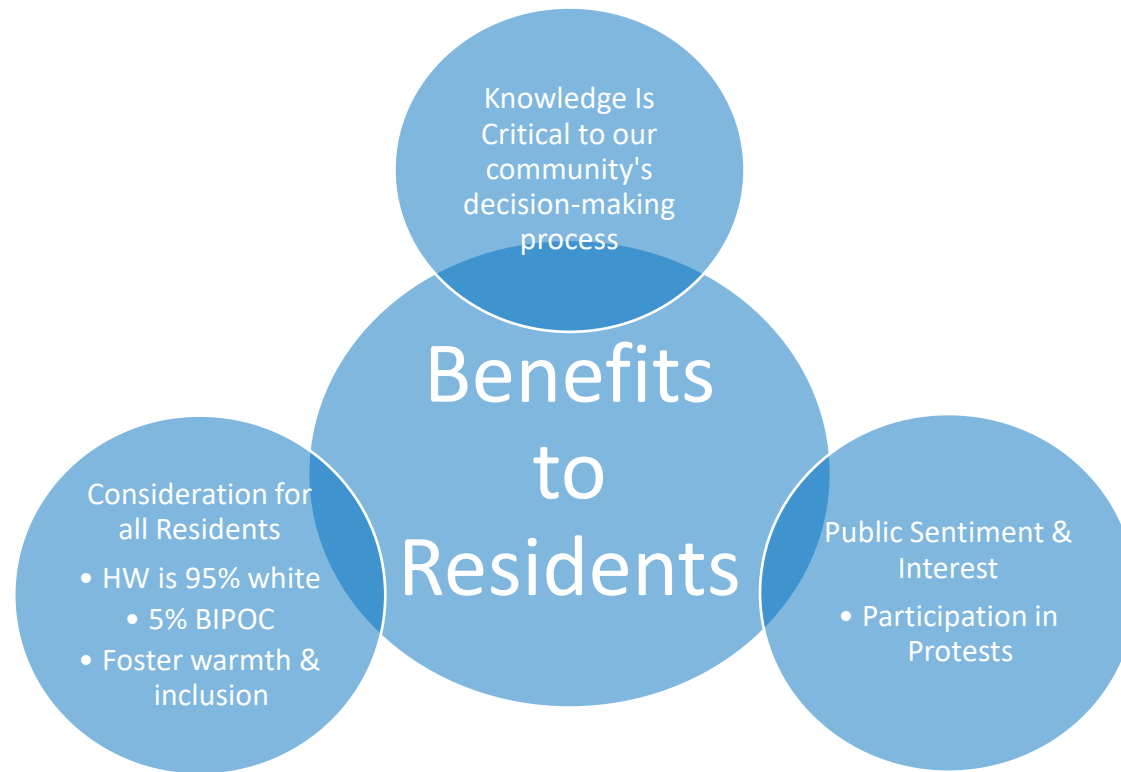 Knowledge Is
Critical to our
community's
decision-making
process
Benefits
to
Residents
Consideration for
all Residents
• HW is 95% white
• 5% BIPOC
• Foster warmth &
inclusion
Public Sentiment &
Interest
• Participation in
Protests